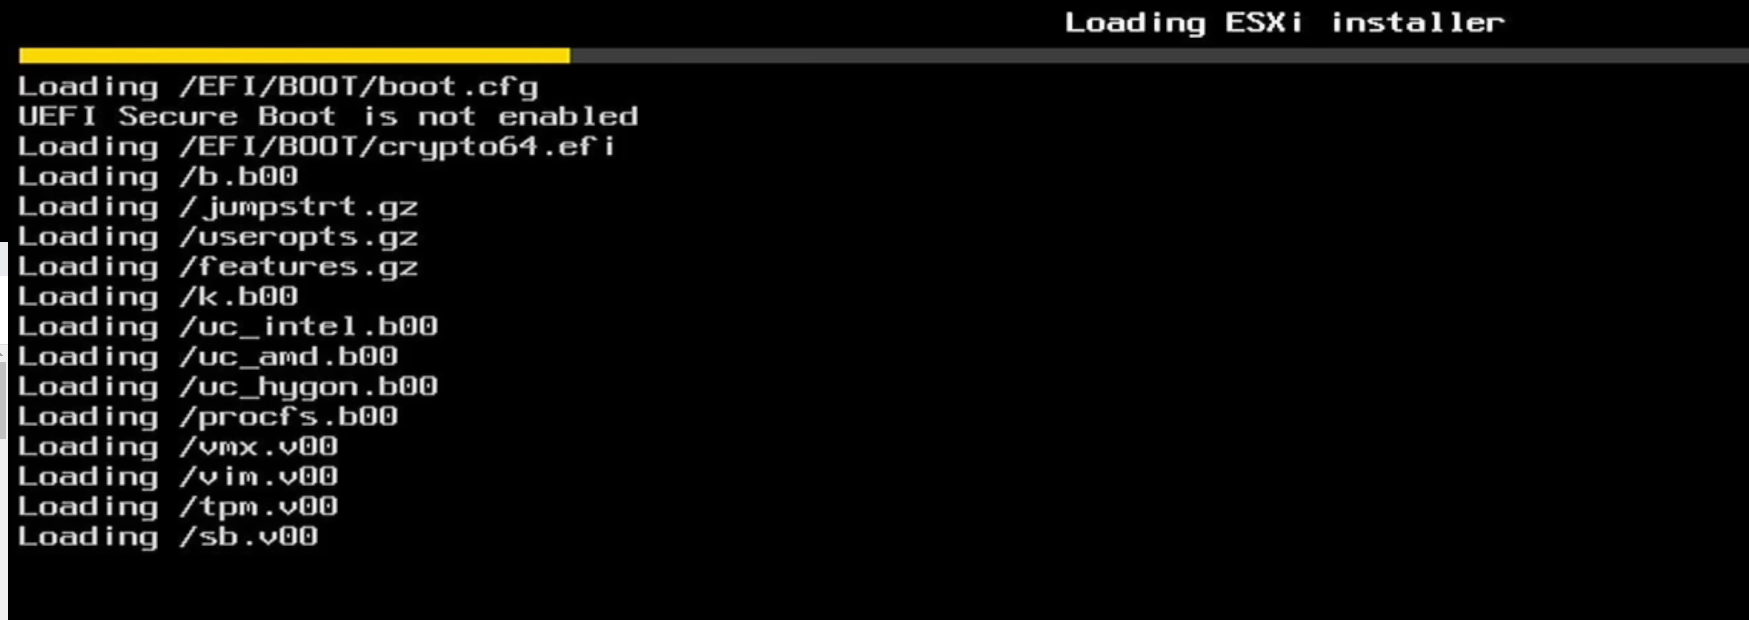 Loading ESXi installer
Loading /EFI/BOOT/boot.cfg
UEFI Secure Boot is not enabled
Loading /EFI/BOOT/crypto64.efi
Loading /b.b00
Loading /jumpstrt.gz
Loading /useropts.gz
Loading /features.gz
Loading /k.b00
Loading /uc_intel.b00
Loading /uc_amd.b00
Loading /uc_hygon.b00
Loading /procfs.b00
Loading /vmx.v00
Loading /vim.v00
Loading /tpm.v00
Loading /sb.v00